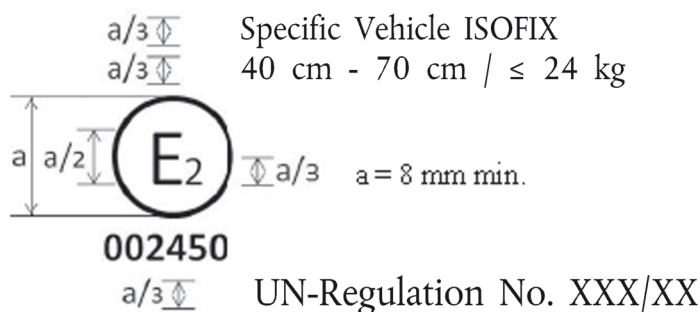 a/3 Specific Vehicle ISOFIX
a/3 40 cm - 70 cm / ≤ 24 kg
a a/2 E2 a/3 a = 8 mm min.
002450
a/3 UN-Regulation No. XXX/XX